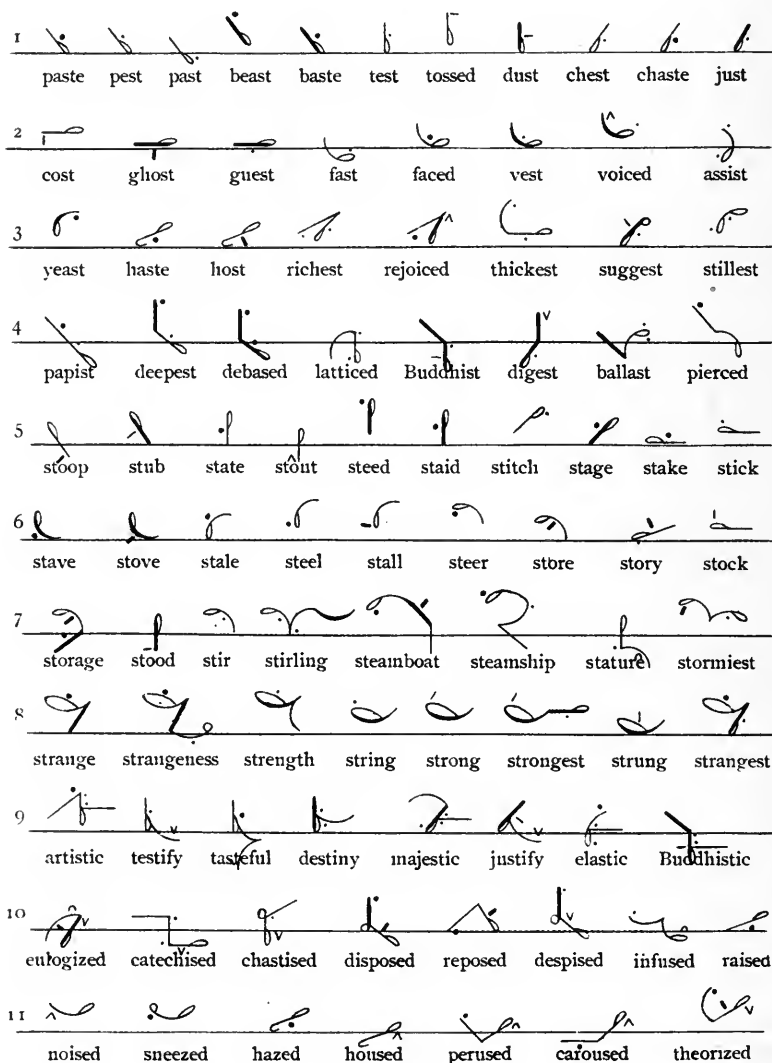 1 paste pest past beast baste test tossed dust chest chaste just
2 cost ghost guest fast faced vest voiced assist
3 yeast haste host richest rejoiced thickest suggest stillest
4 papist deepest debased latticed Buddhist digest ballast pierced
5 stoop stub state stout steed staid stitch stage stake stick
6 stave stove stale steel stall steer store story stock
7 storage stood stir stirling steamboat steamship stature stormiest
8 strange strangeness strength string strong strongest strung strangest
9 artistic testify tasteful destiny majestic justify elastic Buddhistic
10 eulogized catechised chastised disposed reposed despised infused raised
11 noised sneezed hazed housed perused caroused theorized